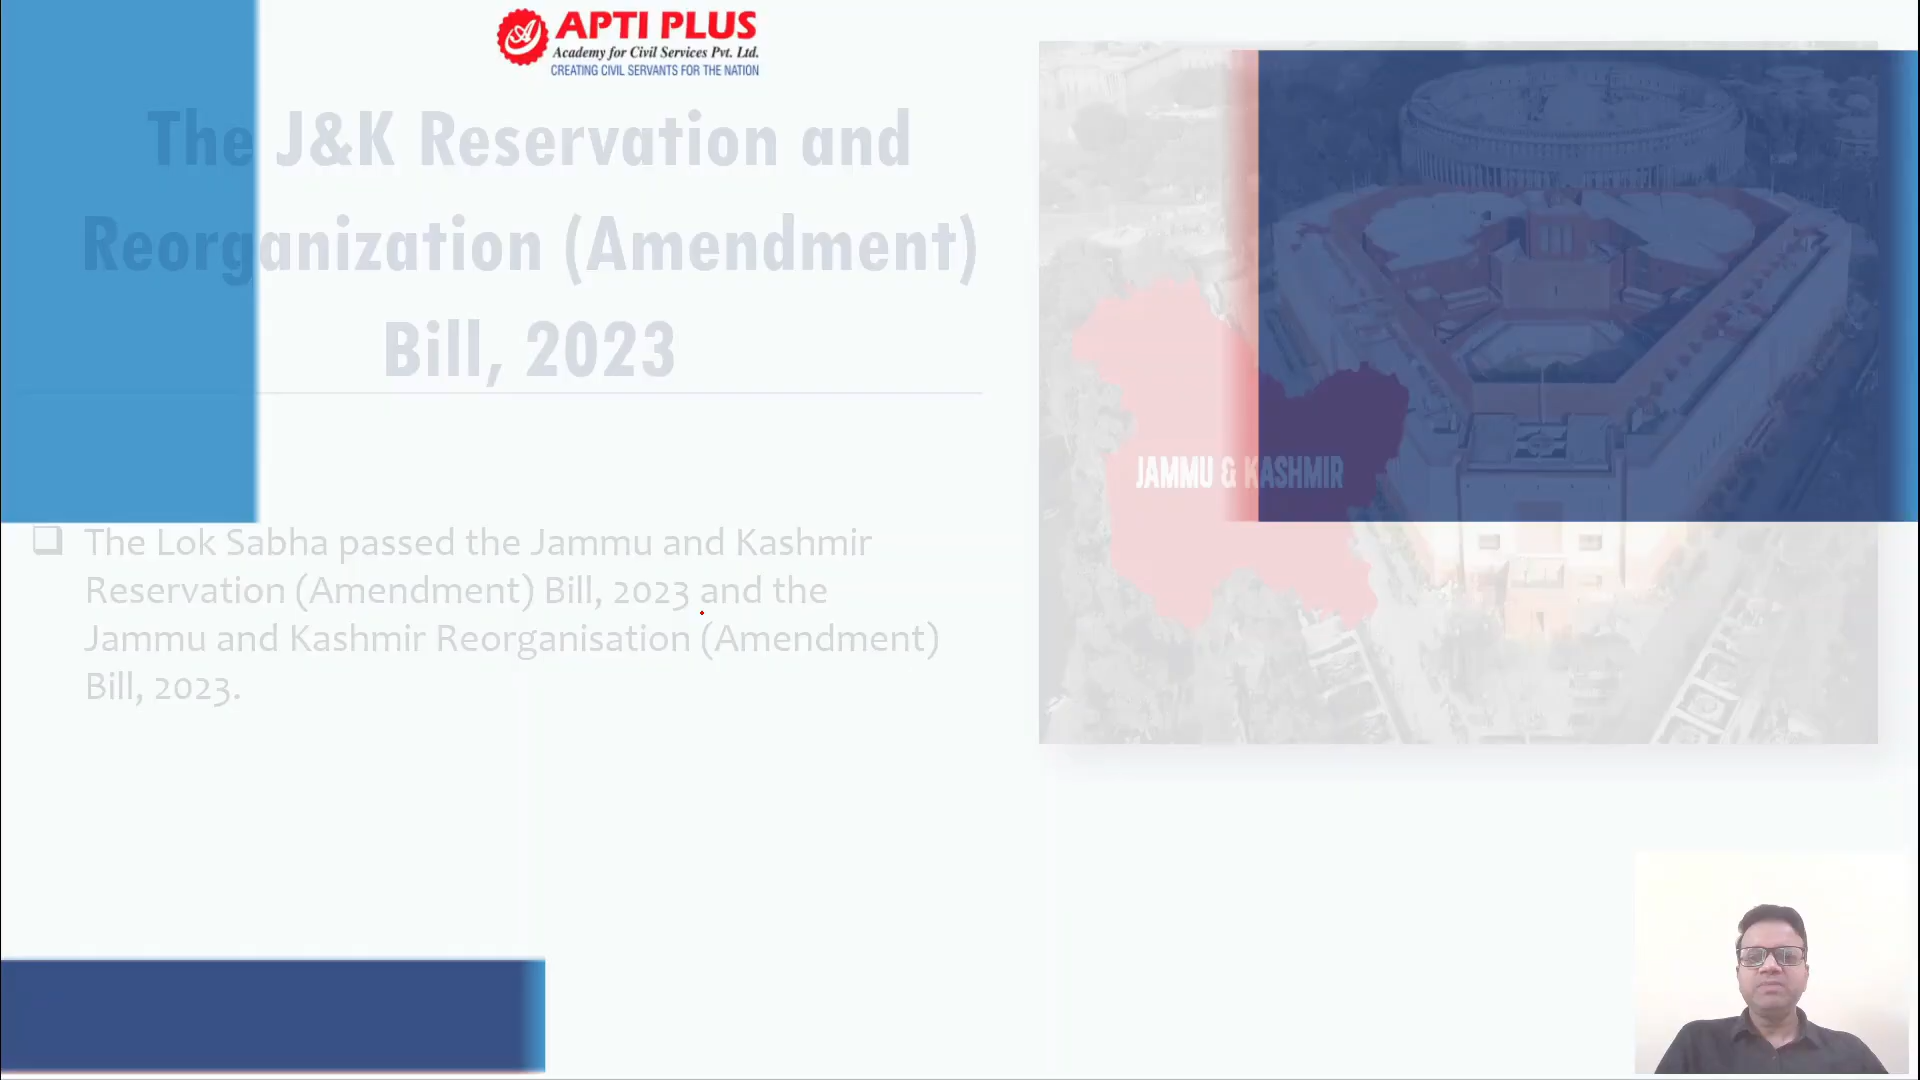 APTI PLUS
Academy for Civil Services Pvt. Ltd.
CREATING CIVIL SERVANTS FOR THE NATION
The J&K Reservation and
Reorganization (Amendment)
Bill, 2023
JAMMU & KASHMIR
The Lok Sabha passed the Jammu and Kashmir
Reservation (Amendment) Bill, 2023 and the
Jammu and Kashmir Reorganisation (Amendment)
Bill, 2023.